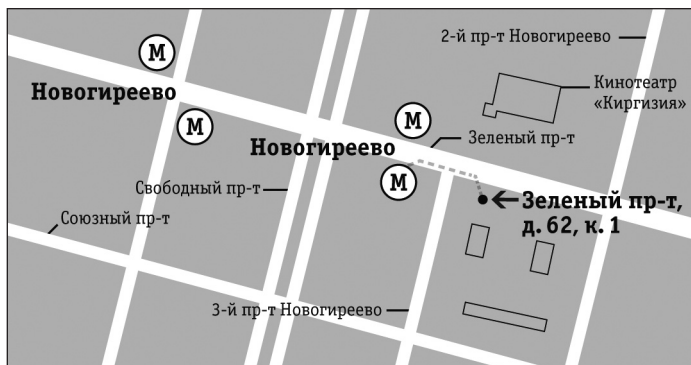 2-й пр-т Новогиреево
М
Новогиреево
М
Кинотеатр
«Киргизия»
М
Новогиреево
Зеленый пр-т
М
Свободный пр-т
Зеленый пр-т,
д. 62, к. 1
Союзный пр-т
3-й пр-т Новогиреево